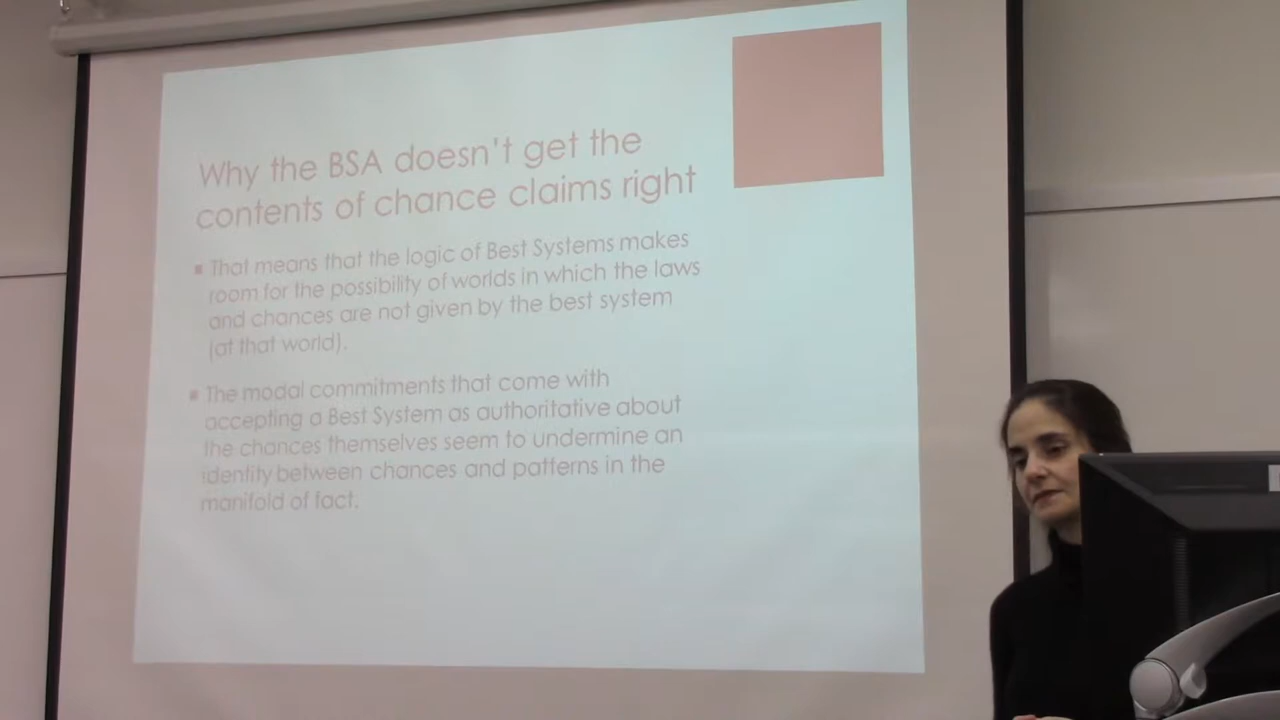 Why the BSA doesn't get the
contents of chance claims right
That means that the logic of Best Systems makes
room for the possibility of worlds in which the laws
and chances are not given by the best system
(at that world).
The modal commitments that come with
accepting a Best System as authoritative about
the chances themselves seem to undermine an
identity between chances and patterns in the
manifold of fact.